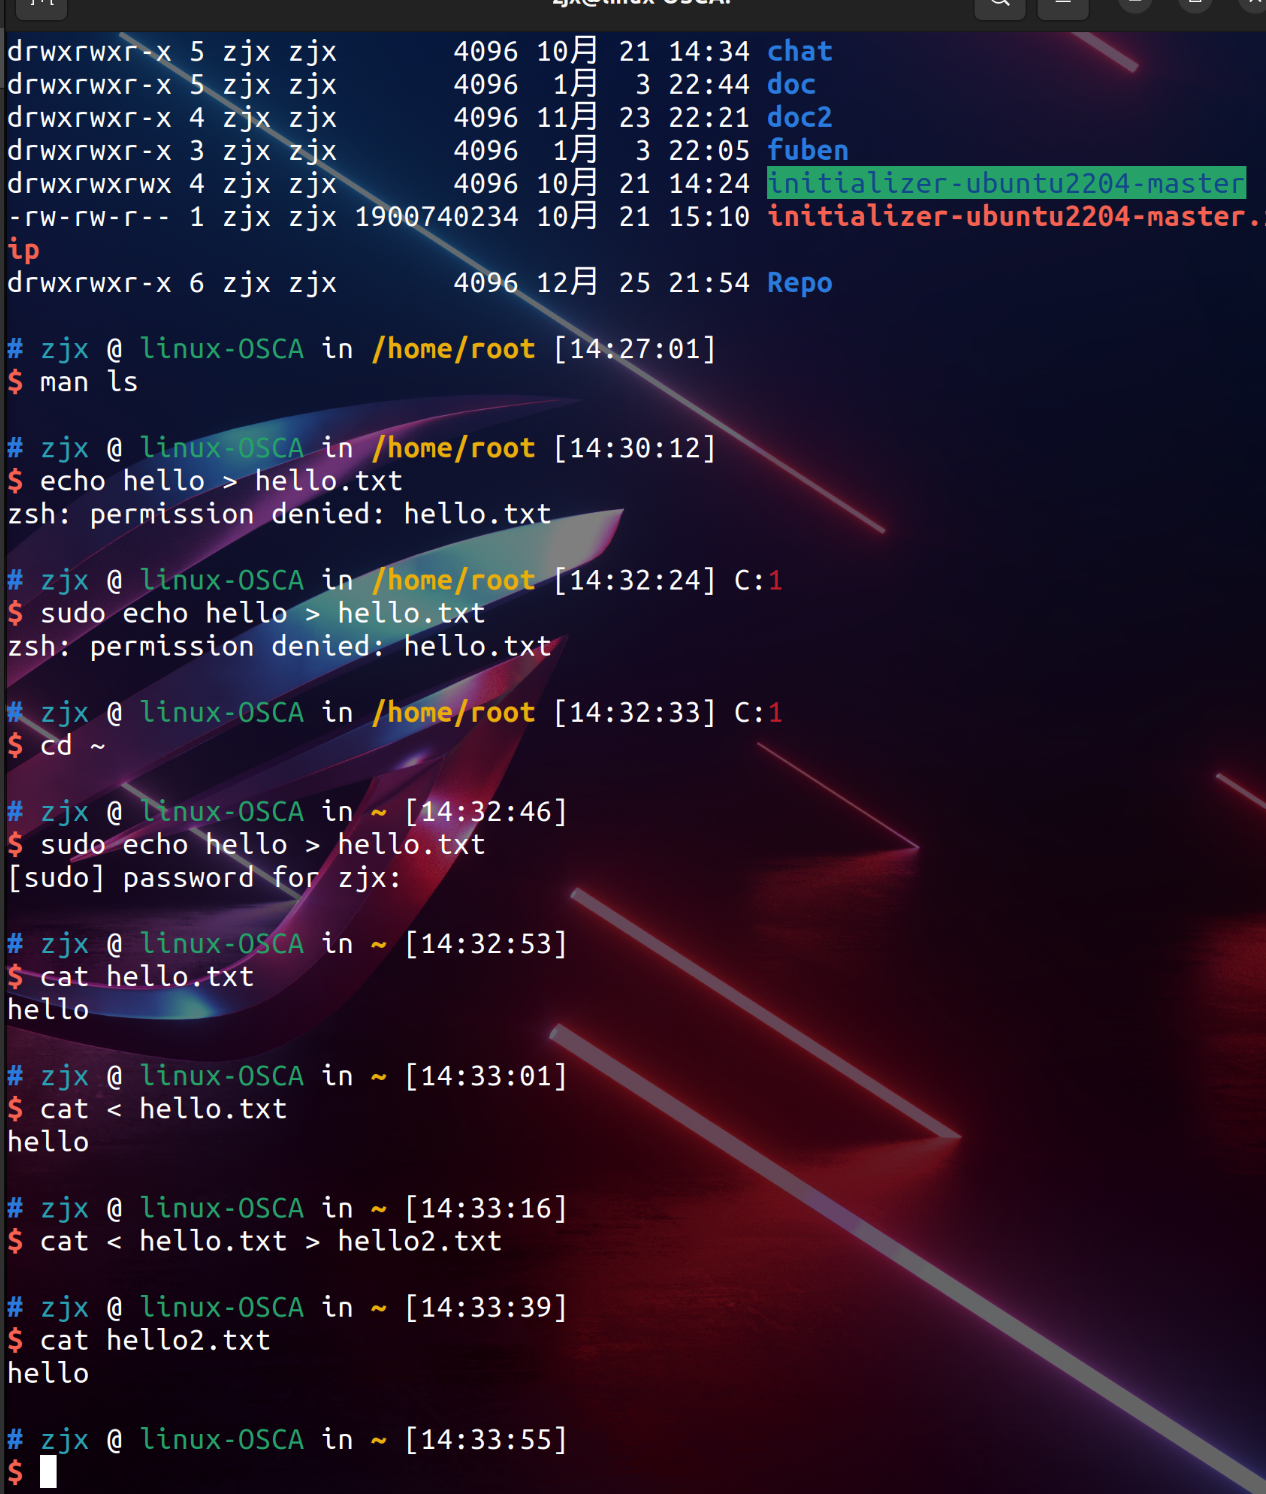 zjx@linux-OSCA:
drwxrwxr-x 5 zjx zjx       4096 10月 21 14:34 chat
drwxrwxr-x 5 zjx zjx       4096  1月  3 22:44 doc
drwxrwxr-x 4 zjx zjx       4096 11月 23 22:21 doc2
drwxrwxr-x 3 zjx zjx       4096  1月  3 22:05 fuben
drwxrwxrwx 4 zjx zjx       4096 10月 21 14:24 initializer-ubuntu2204-master
-rw-rw-r-- 1 zjx zjx 1900740234 10月 21 15:10 initializer-ubuntu2204-master.z
ip
drwxrwxr-x 6 zjx zjx       4096 12月 25 21:54 Repo
# zjx @ linux-OSCA in /home/root [14:27:01]
$ man ls
# zjx @ linux-OSCA in /home/root [14:30:12]
$ echo hello > hello.txt
zsh: permission denied: hello.txt
# zjx @ linux-OSCA in /home/root [14:32:24] C:1
$ sudo echo hello > hello.txt
zsh: permission denied: hello.txt
# zjx @ linux-OSCA in /home/root [14:32:33] C:1
$ cd ~
# zjx @ linux-OSCA in ~ [14:32:46]
$ sudo echo hello > hello.txt
[sudo] password for zjx:
# zjx @ linux-OSCA in ~ [14:32:53]
$ cat hello.txt
hello
# zjx @ linux-OSCA in ~ [14:33:01]
$ cat < hello.txt
hello
# zjx @ linux-OSCA in ~ [14:33:16]
$ cat < hello.txt > hello2.txt
# zjx @ linux-OSCA in ~ [14:33:39]
$ cat hello2.txt
hello
# zjx @ linux-OSCA in ~ [14:33:55]
$